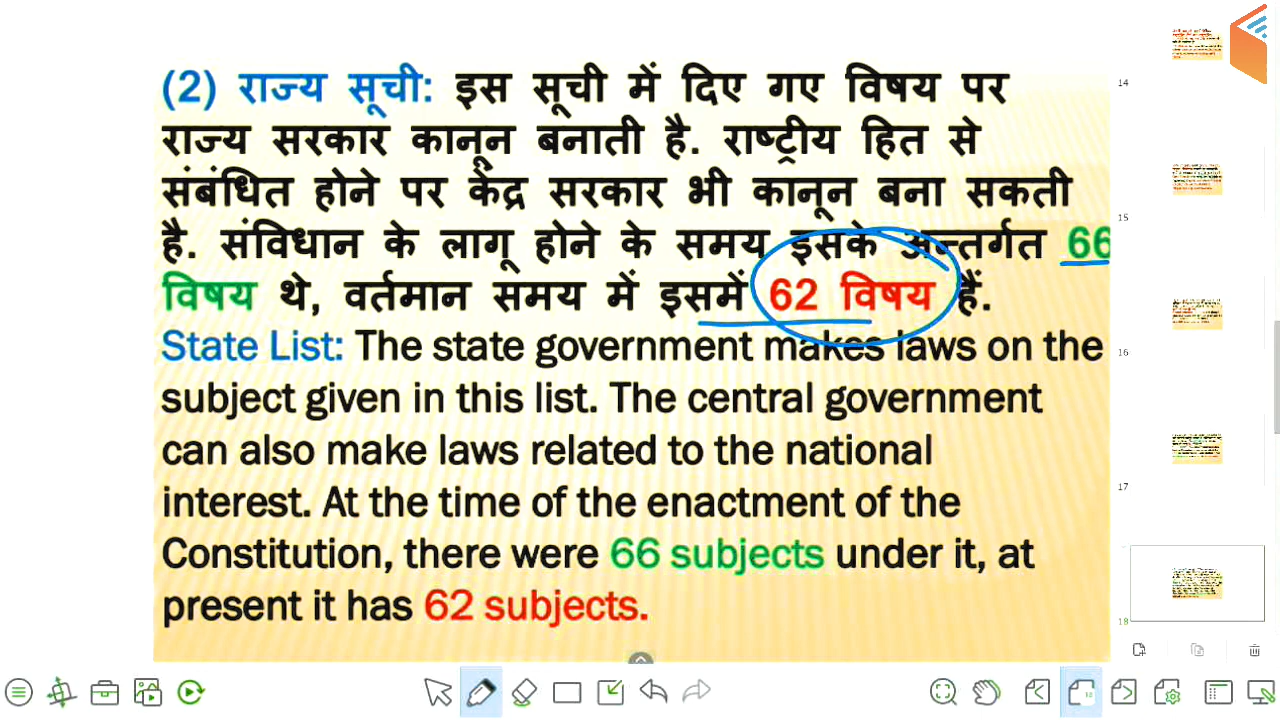 (2) राज्य सूची: इस सूची में दिए गए विषय पर
राज्य सरकार कानून बनाती है. राष्ट्रीय हित से
संबंधित होने पर केंद्र सरकार भी कानून बना सकती
है. संविधान के लागू होने के समय इसके अन्तर्गत 66
विषय थे, वर्तमान समय में इसमें 62 विषय हैं.
State List: The state government makes laws on the
subject given in this list. The central government
can also make laws related to the national
interest. At the time of the enactment of the
Constitution, there were 66 subjects under it, at
present it has 62 subjects.
14
15
16
17
18